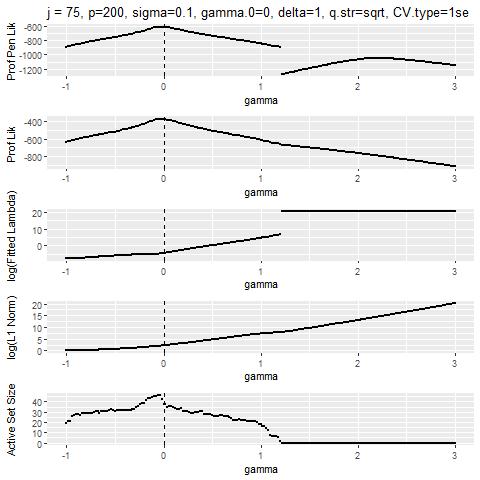 j = 75, p=200, sigma=0.1, gamma.0=0, delta=1, q.str=sqrt, CV.type=1se
Prof Pen Lik
-600
-800
-1000
-1200
-1 0 1 2 3
gamma
Prof Lik
-400
-600
-800
-1 0 1 2 3
gamma
log(Fitted Lambda)
20
10
0
-1 0 1 2 3
gamma
log(L1 Norm)
20
15
10
5
0
-1 0 1 2 3
gamma
Active Set Size
40
30
20
10
0
-1 0 1 2 3
gamma